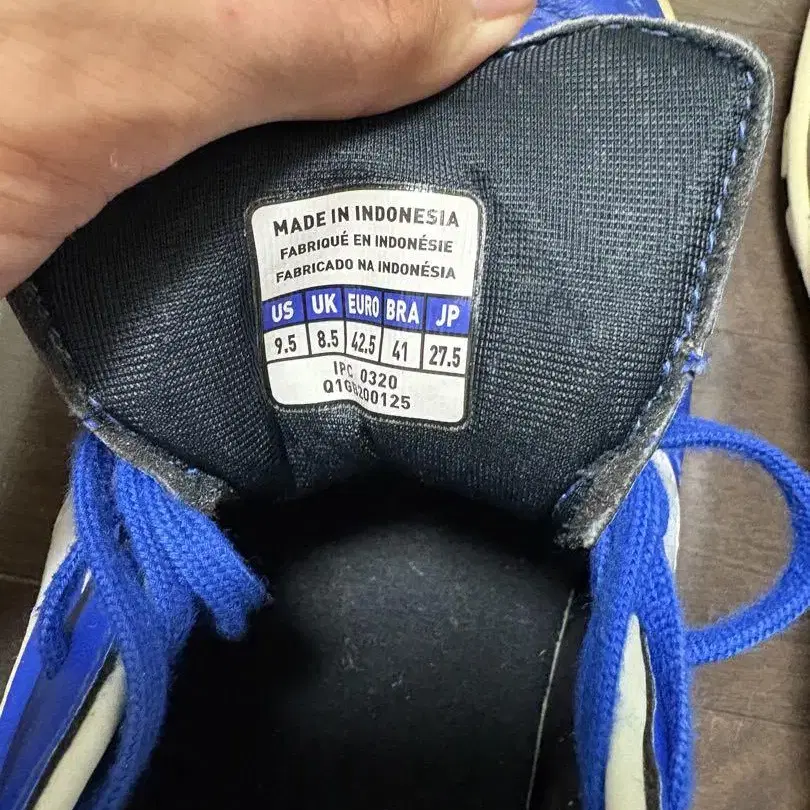 MADE IN INDONESIA
FABRIQUÉ EN INDONÉSIE
FABRICADO NA INDONÉSIA
US UK EURO BRA JP
9.5 8.5 42.5 41 27.5
IPC 0320
Q1GB200125